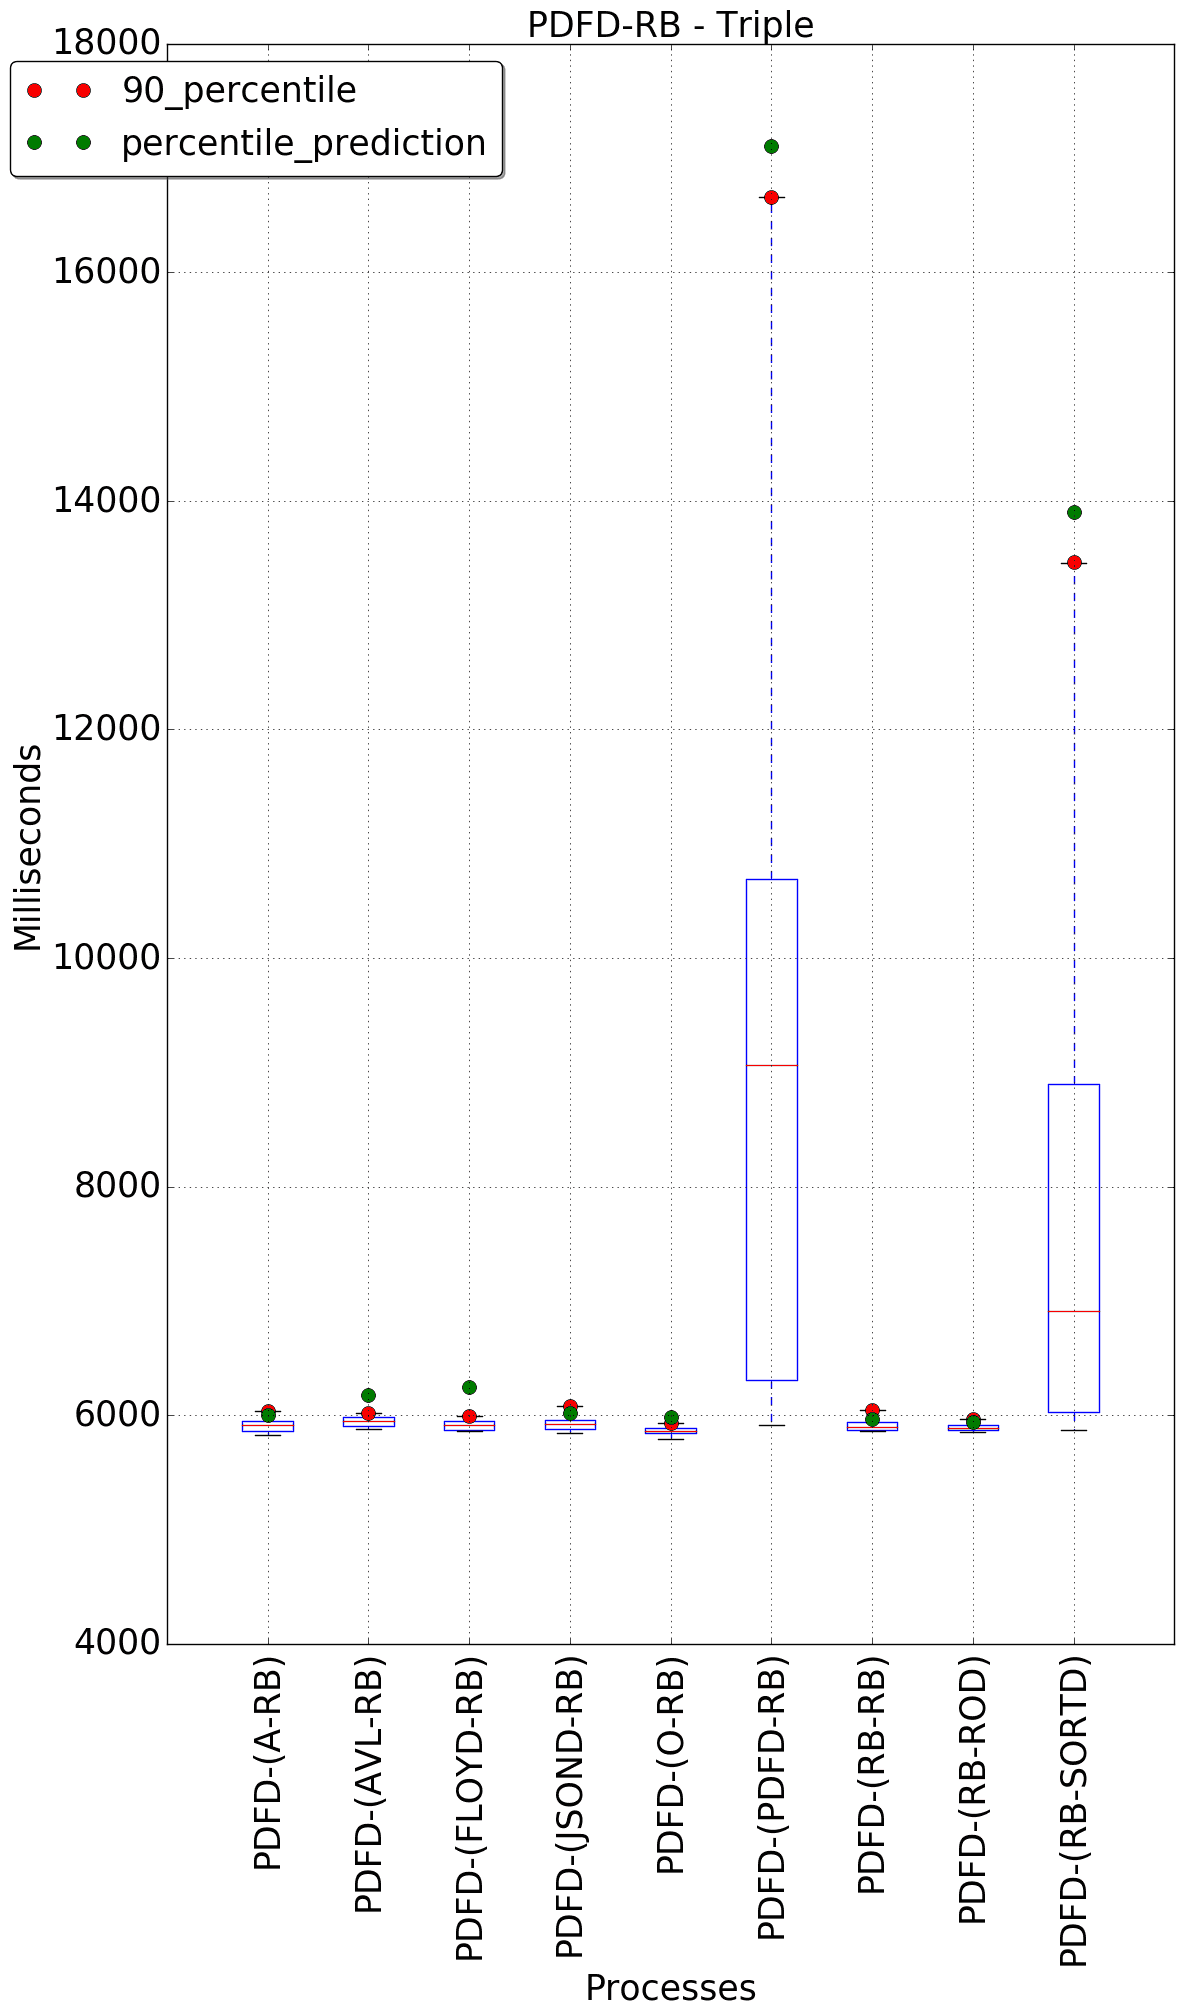 PDFD-RB - Triple
18000
90_percentile
percentile_prediction
16000
14000
12000
10000
8000
6000
4000
Milliseconds
PDFD-(A-RB)
PDFD-(AVL-RB)
PDFD-(FLOYD-RB)
PDFD-(JSOND-RB)
PDFD-(O-RB)
PDFD-(PDFD-RB)
PDFD-(RB-RB)
PDFD-(RB-ROD)
PDFD-(RB-SORTD)
Processes